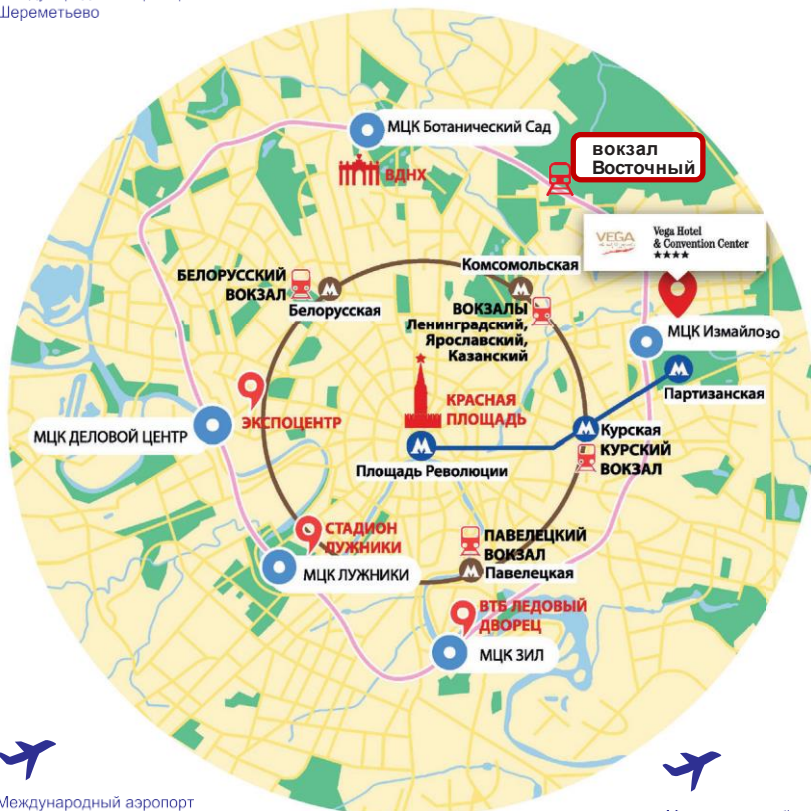 Шереметьево
МЦК Ботанический Сад
вокзал
Восточный
ВДНХ
VEGA
Vega Hotel
& Convention Center
БЕЛОРУССКИЙ
ВОКЗАЛ
Белорусская
Комсомольская
ВОКЗАЛЫ
Ленинградский,
Ярославский,
Казанский
МЦК Измайлово
Партизанская
КРАСНАЯ
ПЛОЩАДЬ
ЭКСПОЦЕНТР
МЦК ДЕЛОВОЙ ЦЕНТР
Курская
КУРСКИЙ
ВОКЗАЛ
Площадь Революции
СТАДИОН
ЛУЖНИКИ
МЦК ЛУЖНИКИ
ПАВЕЛЕЦКИЙ
ВОКЗАЛ
Павелецкая
ВТБ ЛЕДОВЫЙ
ДВОРЕЦ
МЦК ЗИЛ
Международный аэропорт